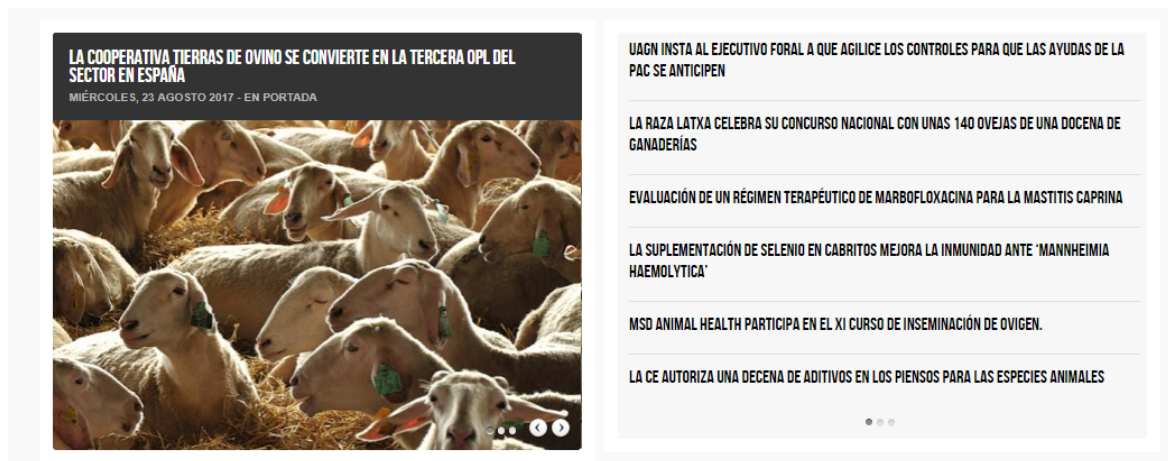 LA COOPERATIVA TIERRAS DE OVINO SE CONVIERTE EN LA TERCERA OPL DEL
SECTOR EN ESPAÑA
MIÉRCOLES, 23 AGOSTO 2017 - EN PORTADA
UAGN INSTA AL EJECUTIVO FORAL A QUE AGILICE LOS CONTROLES PARA QUE LAS AYUDAS DE LA
PAC SE ANTICIPEN
LA RAZA LATXA CELEBRA SU CONCURSO NACIONAL CON UNAS 140 OVEJAS DE UNA DOCENA DE
GANADERÍAS
EVALUACIÓN DE UN RÉGIMEN TERAPÉUTICO DE MARBOFLOXACINA PARA LA MASTITIS CAPRINA
LA SUPLEMENTACIÓN DE SELENIO EN CABRITOS MEJORA LA INMUNIDAD ANTE ‘MANNHEIMIA
HAEMOLYTICA’
MSD ANIMAL HEALTH PARTICIPA EN EL XI CURSO DE INSEMINACIÓN DE OVIGEN.
LA CE AUTORIZA UNA DECENA DE ADITIVOS EN LOS PIENSOS PARA LAS ESPECIES ANIMALES